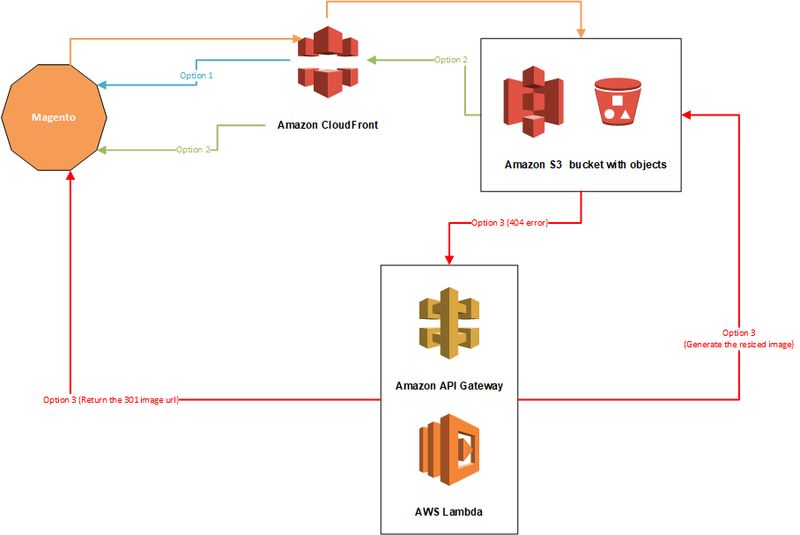 Option 1
Option 2
Magento
Amazon CloudFront
Option 2
Amazon S3 bucket with objects
Option 3 (404 error)
Option 3
(Generate the resized image)
Amazon API Gateway
Option 3 (Return the 301 image url)
AWS Lambda